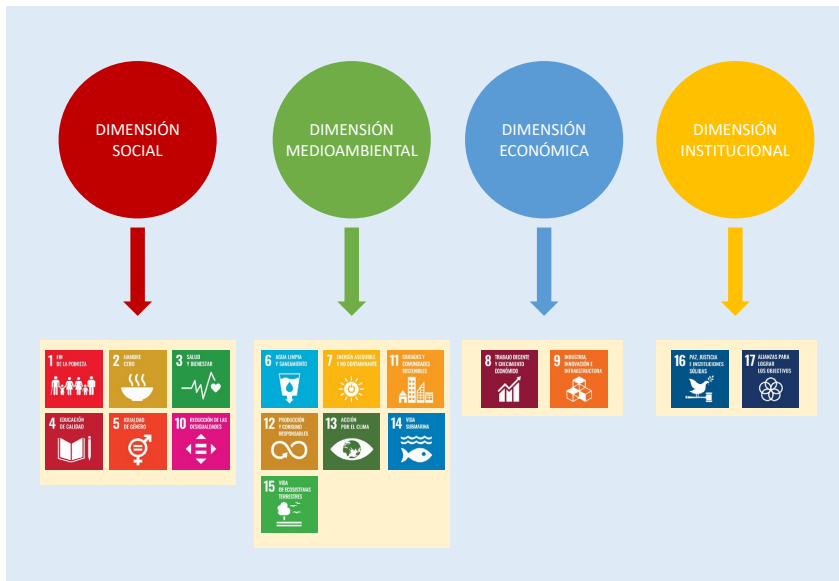 DIMENSIÓN
SOCIAL
DIMENSIÓN
MEDIOAMBIENTAL
DIMENSIÓN
ECONÓMICA
DIMENSIÓN
INSTITUCIONAL
1 FIN
DE LA POBREZA
2 HAMBRE
CERO
3 SALUD
Y BIENESTAR
4 EDUCACIÓN
DE CALIDAD
5 IGUALDAD
DE GÉNERO
10 REDUCCIÓN DE LAS
DESIGUALDADES
6 AGUA LIMPIA
Y SANEAMIENTO
7 ENERGÍA ASEQUIBLE
Y NO CONTAMINANTE
11 CIUDADES Y
COMUNIDADES
SOSTENIBLES
12 PRODUCCIÓN
Y CONSUMO
RESPONSABLES
13 ACCIÓN
POR EL CLIMA
14 VIDA
SUBMARINA
15 VIDA
DE ECOSISTEMAS
TERRESTRES
8 TRABAJO DECENTE
Y CRECIMIENTO
ECONÓMICO
9 INDUSTRIA,
INNOVACIÓN E
INFRAESTRUCTURA
16 PAZ, JUSTICIA
E INSTITUCIONES
SÓLIDAS
17 ALIANZAS PARA
LOGRAR
LOS OBJETIVOS